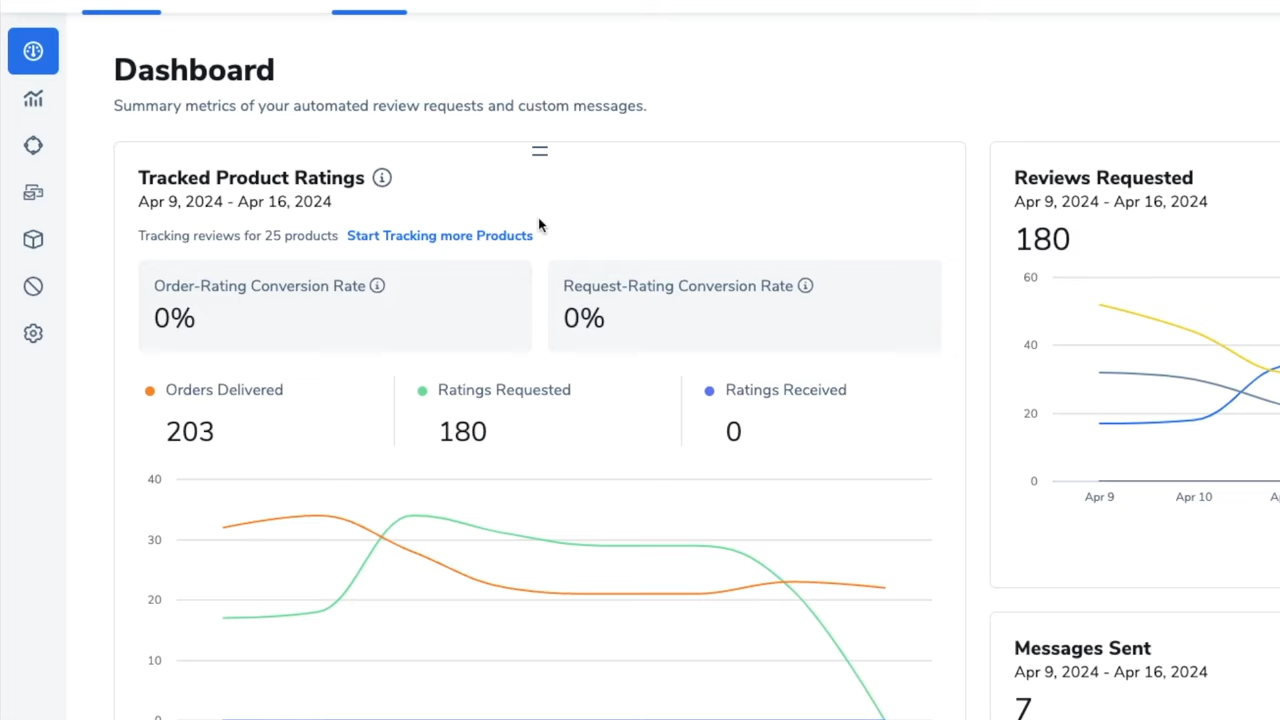 Dashboard
Summary metrics of your automated review requests and custom messages.
Tracked Product Ratings
Apr 9, 2024 - Apr 16, 2024
Tracking reviews for 25 products Start Tracking more Products
Order-Rating Conversion Rate
0%
Request-Rating Conversion Rate
0%
Orders Delivered
203
Ratings Requested
180
Ratings Received
0
40
30
20
10
0
Reviews Requested
Apr 9, 2024 - Apr 16, 2024
180
60
40
20
0
Apr 9 Apr 10
Messages Sent
Apr 9, 2024 - Apr 16, 2024
7